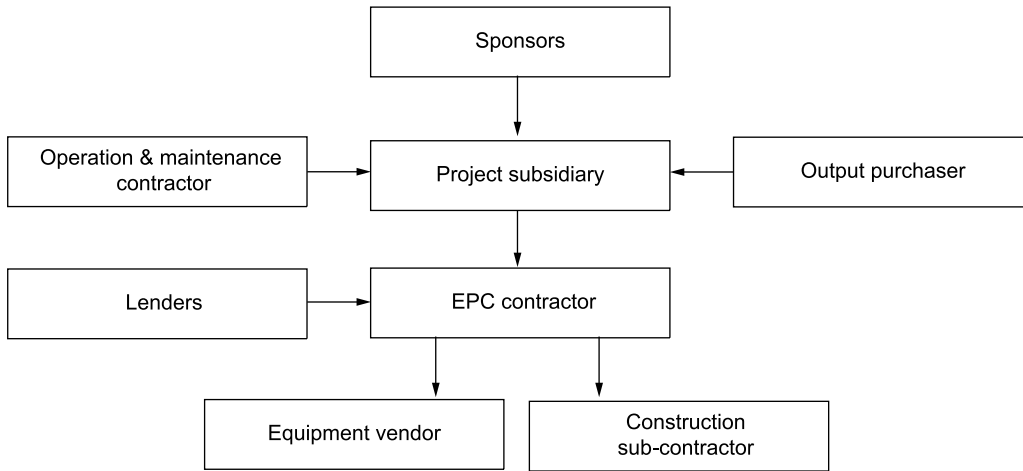 Sponsors
Operation & maintenance
contractor
Project subsidiary
Output purchaser
Lenders
EPC contractor
Equipment vendor
Construction
sub-contractor